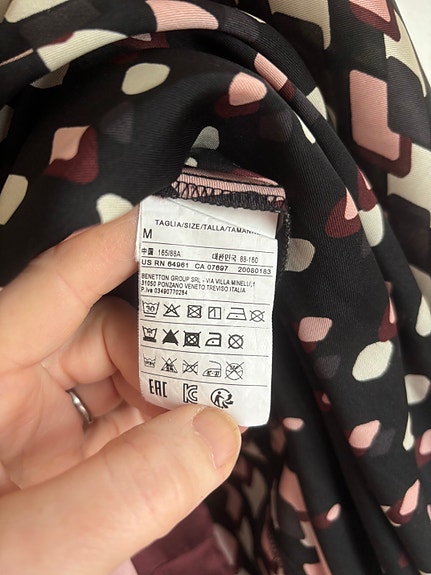 TAGLIA/SIZE/TALLA/TAMANHO
M
中国 165/88A 대한민국 88-160
US RN 64961 CA 07697 20080183
BENETTON GROUP SRL - VIA VILLA MINELLI,1
31050 PONZANO VENETO TREVISO ITALIA
P.Iva 03490770264
30
EAC